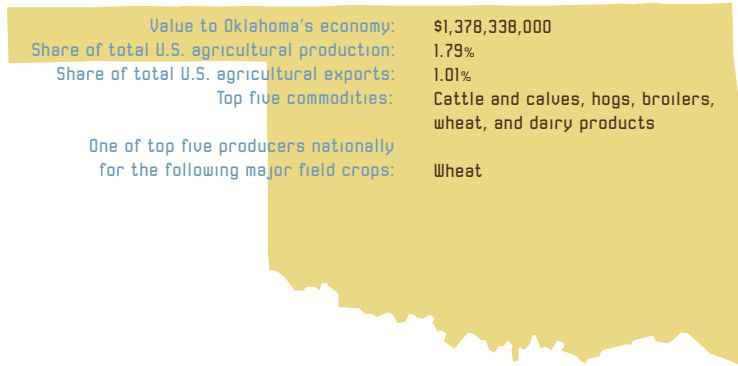 Value to Oklahoma's economy: $1,378,338,000
Share of total U.S. agricultural production: 1.79%
Share of total U.S. agricultural exports: 1.01%
Top five commodities: Cattle and calves, hogs, broilers,
wheat, and dairy products
One of top five producers nationally
for the following major field crops: Wheat